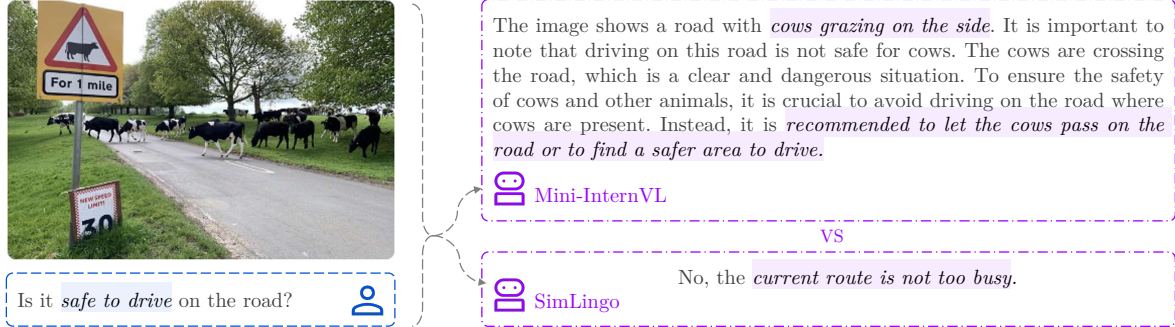 For 1 mile
NEW SPEED
LIMIT!
30
Is it safe to drive on the road?
The image shows a road with cows grazing on the side. It is important to
note that driving on this road is not safe for cows. The cows are crossing
the road, which is a clear and dangerous situation. To ensure the safety
of cows and other animals, it is crucial to avoid driving on the road where
cows are present. Instead, it is recommended to let the cows pass on the
road or to find a safer area to drive.
Mini-InternVL
VS
No, the current route is not too busy.
SimLingo